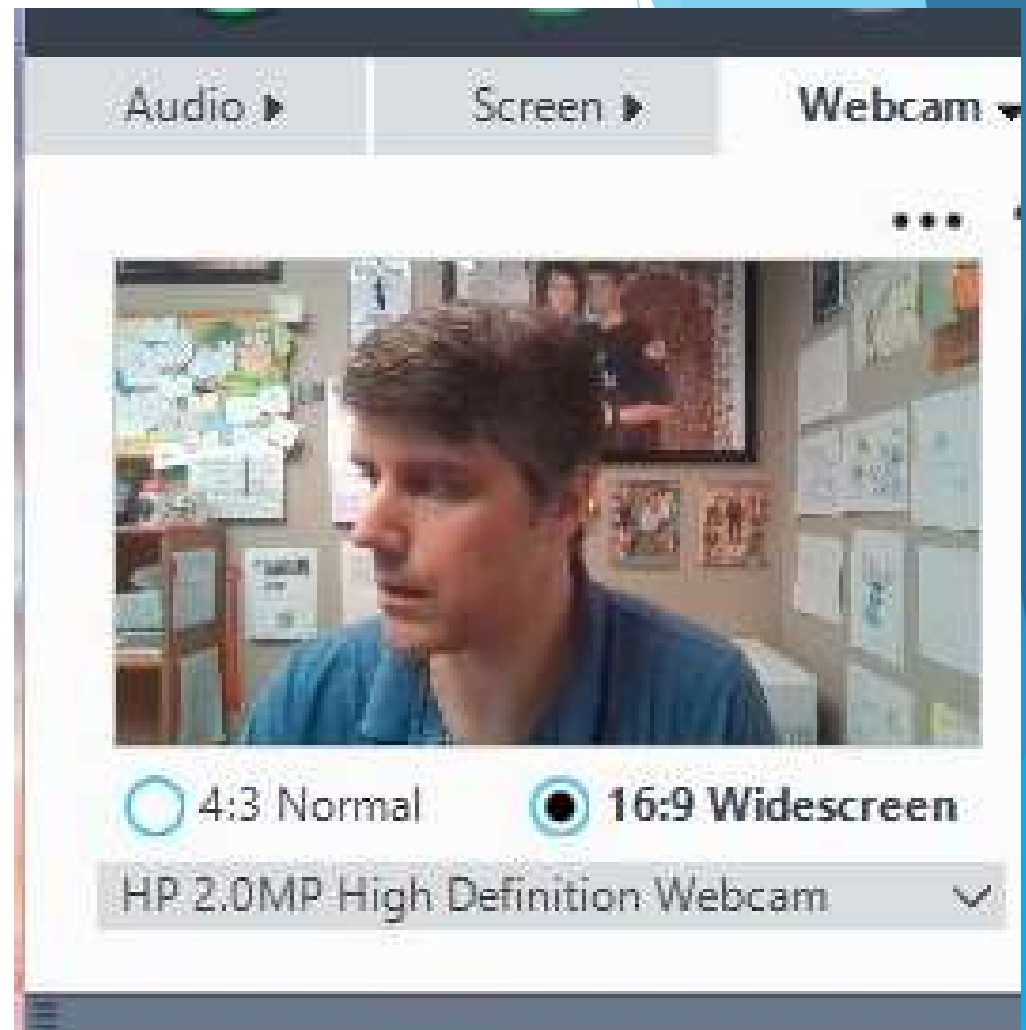 Audio
Screen
Webcam
4:3 Normal
16:9 Widescreen
HP 2.0MP High Definition Webcam